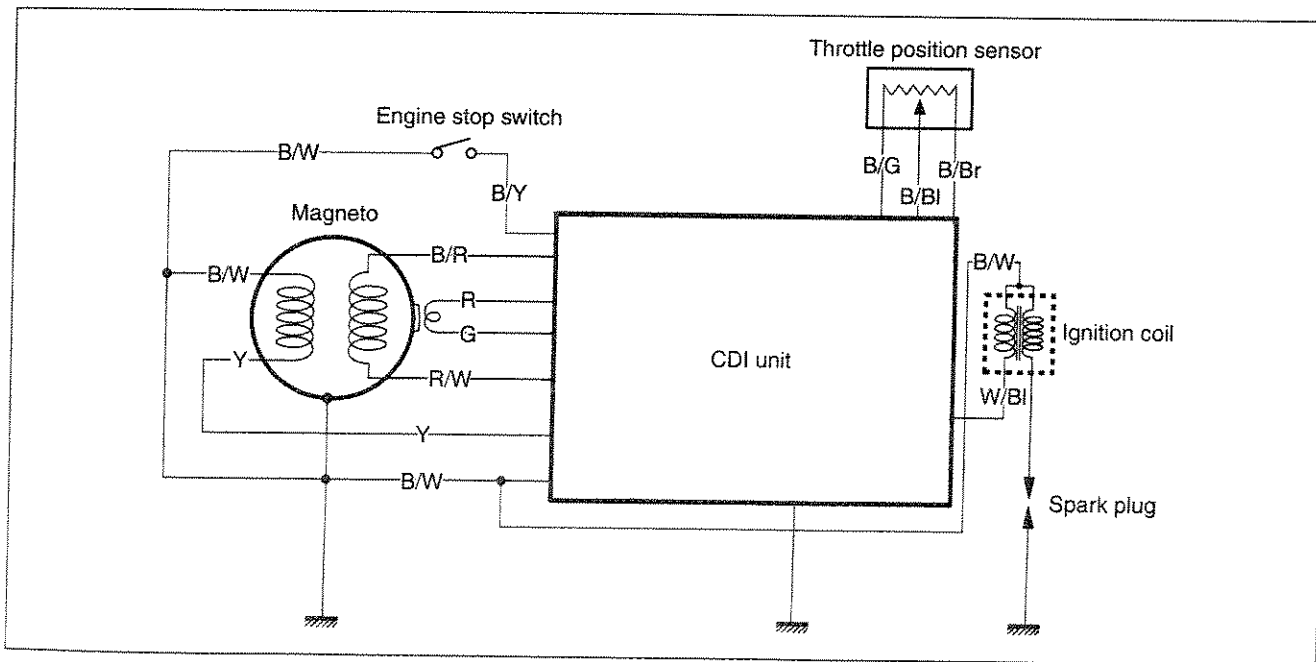 Throttle position sensor
Engine stop switch
B/W
B/G
B/Br
B/Y
B/Bl
Magneto
B/R
B/W
B/W
R
Ignition coil
G
Y
CDI unit
R/W
W/Bl
Y
B/W
Spark plug